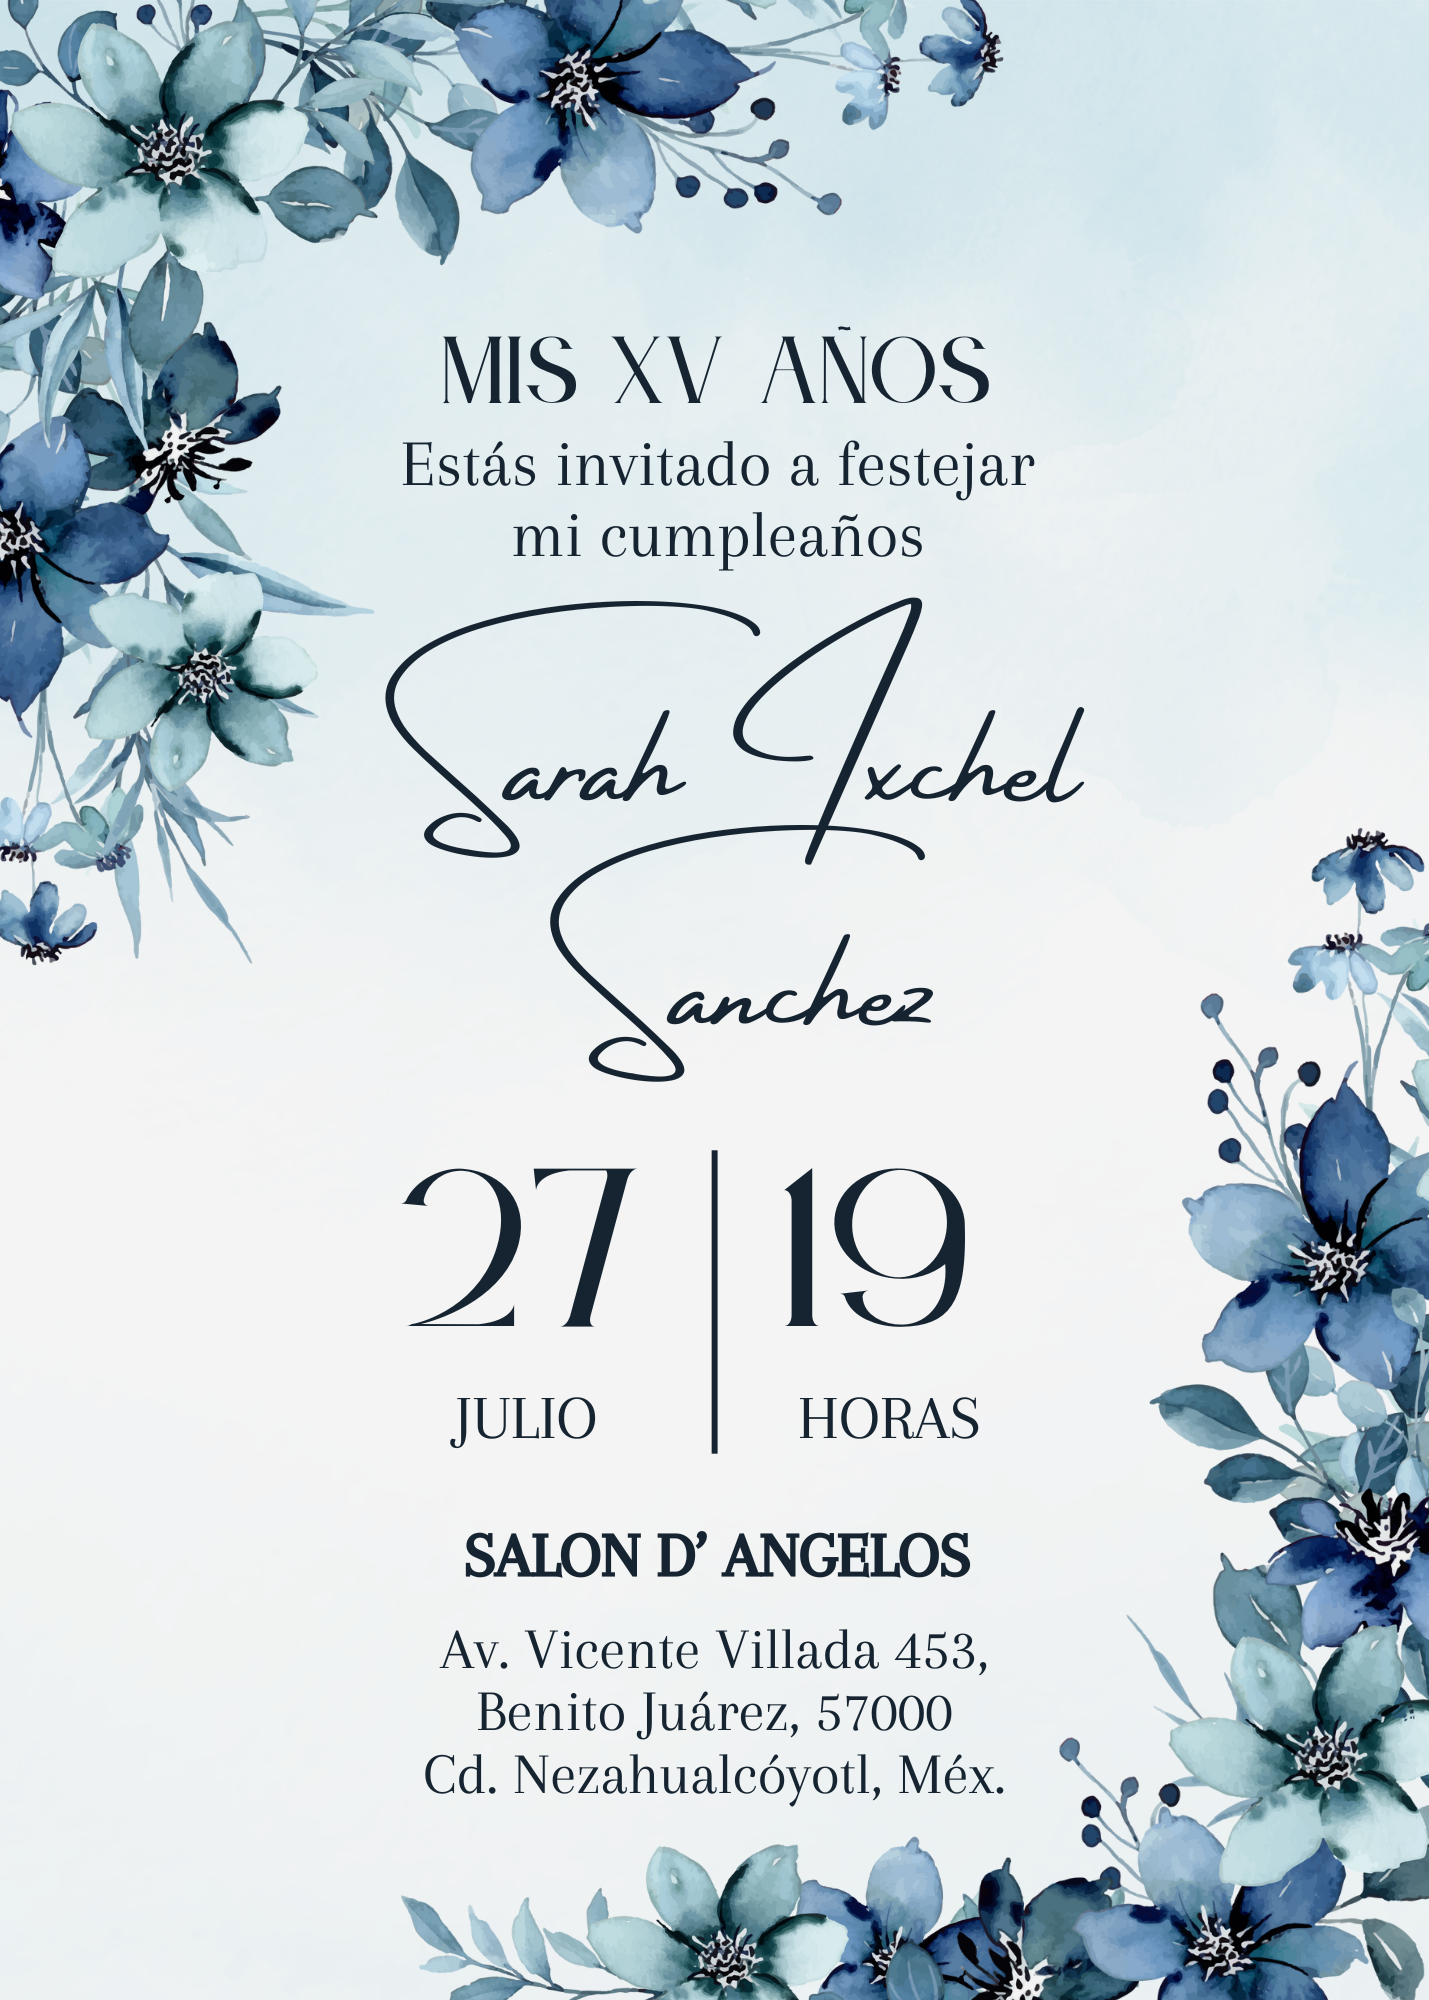 MIS XV AÑOS
Estás invitado a festejar
mi cumpleaños
Sarah Ixchel
Sanchez
27 | 19
JULIO HORAS
SALON D’ ANGELOS
Av. Vicente Villada 453,
Benito Juárez, 57000
Cd. Nezahualcóyotl, Méx.